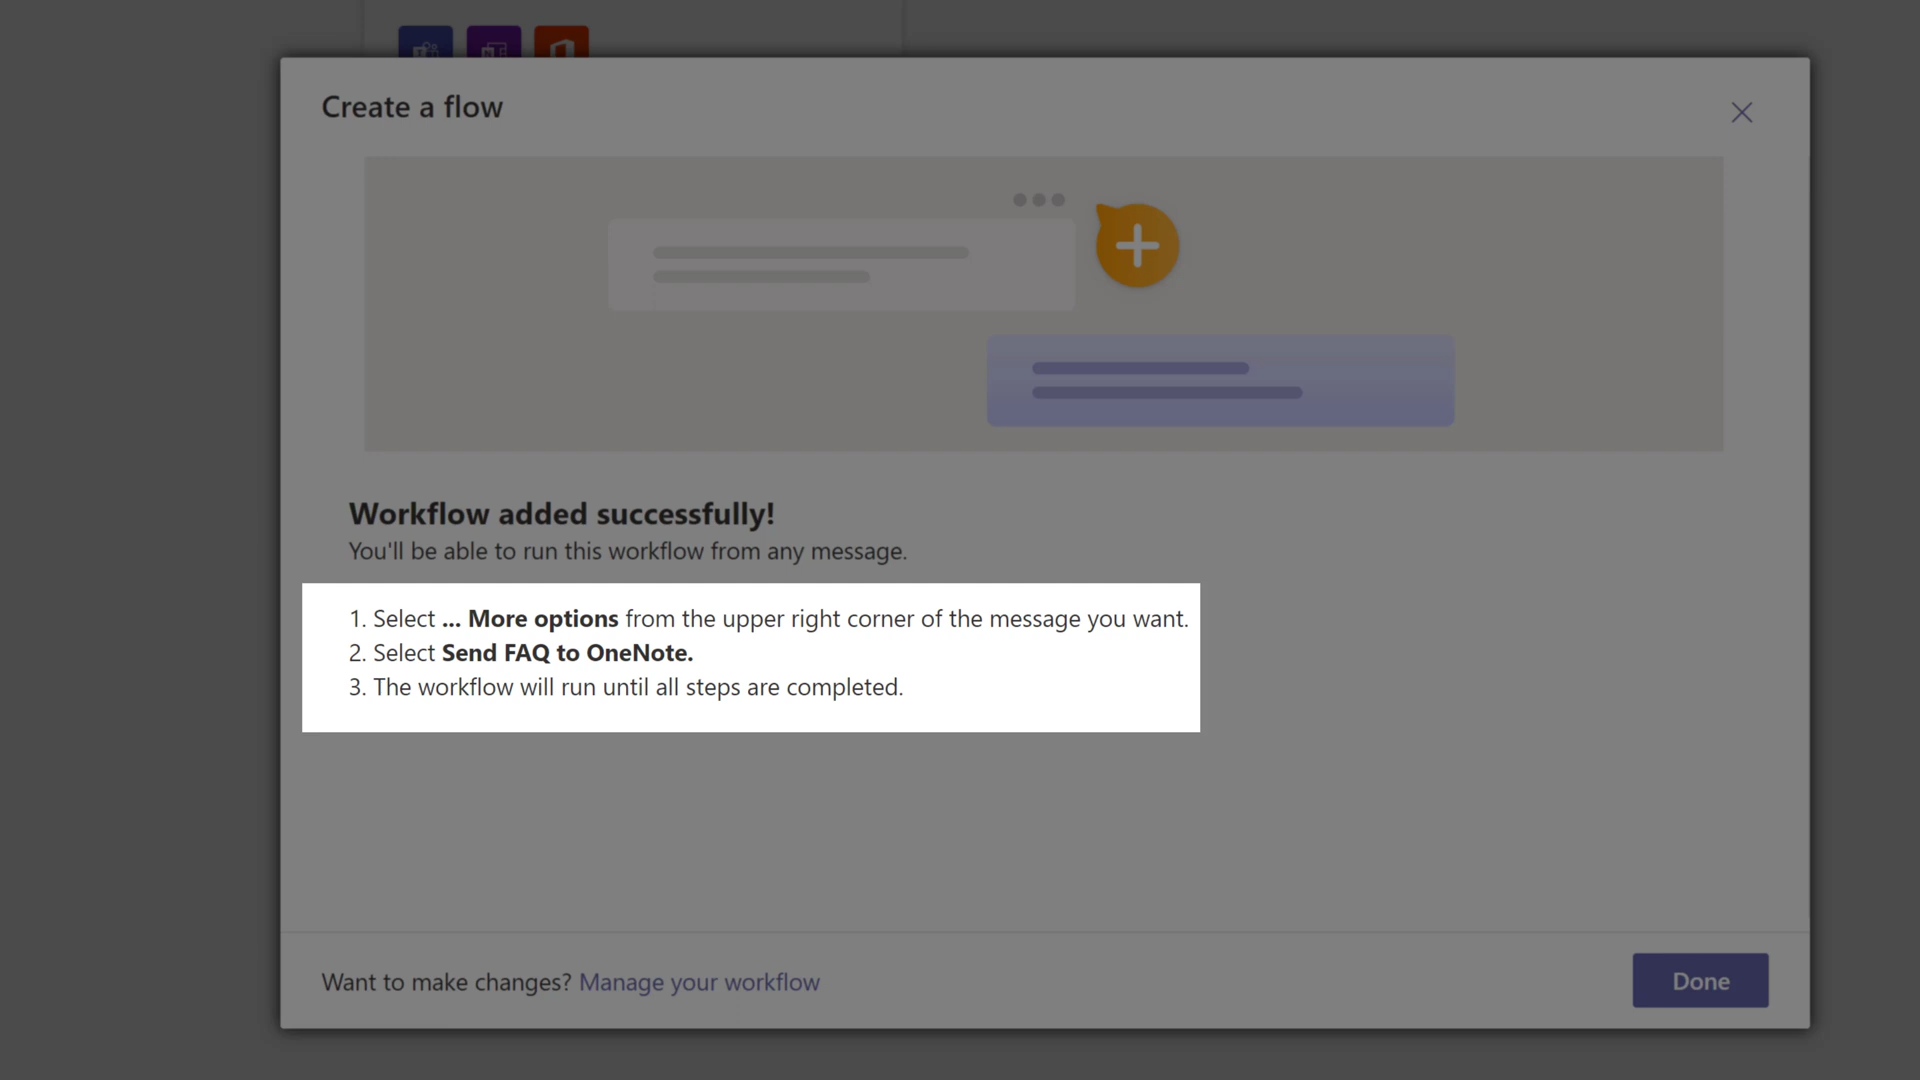 Create a flow
Workflow added successfully!
You'll be able to run this workflow from any message.
1. Select ... More options from the upper right corner of the message you want.
2. Select Send FAQ to OneNote.
3. The workflow will run until all steps are completed.
Want to make changes? Manage your workflow
Done